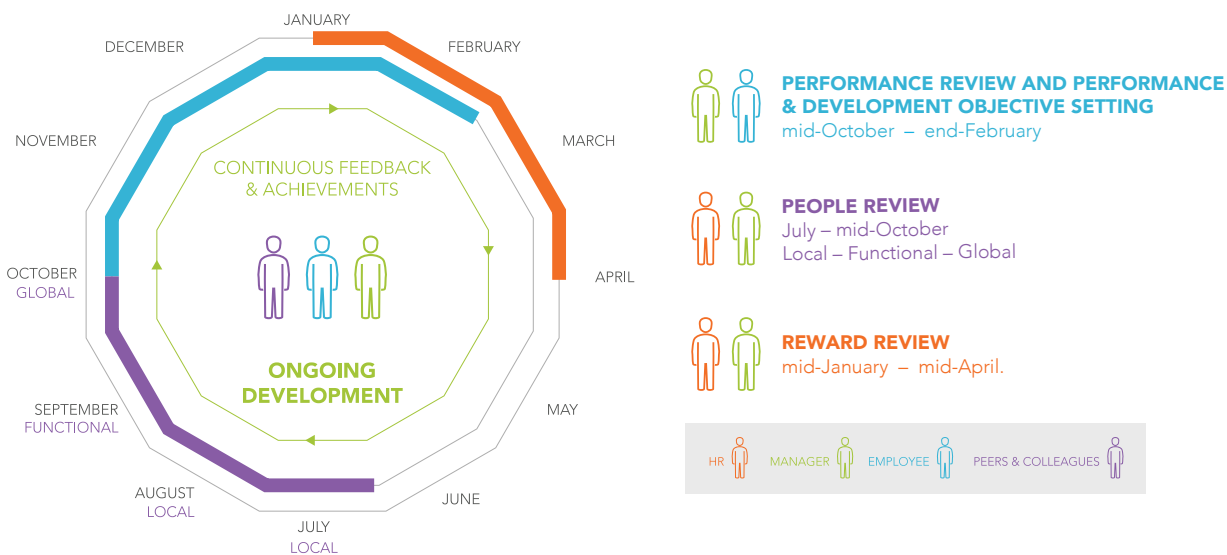 JANUARY
FEBRUARY
MARCH
APRIL
MAY
JUNE
JULY
LOCAL
AUGUST
LOCAL
SEPTEMBER
FUNCTIONAL
OCTOBER
GLOBAL
NOVEMBER
DECEMBER
CONTINUOUS FEEDBACK
& ACHIEVEMENTS
ONGOING
DEVELOPMENT
PERFORMANCE REVIEW AND PERFORMANCE
& DEVELOPMENT OBJECTIVE SETTING
mid-October – end-February
PEOPLE REVIEW
July – mid-October
Local – Functional – Global
REWARD REVIEW
mid-January – mid-April.
HR MANAGER EMPLOYEE PEERS & COLLEAGUES